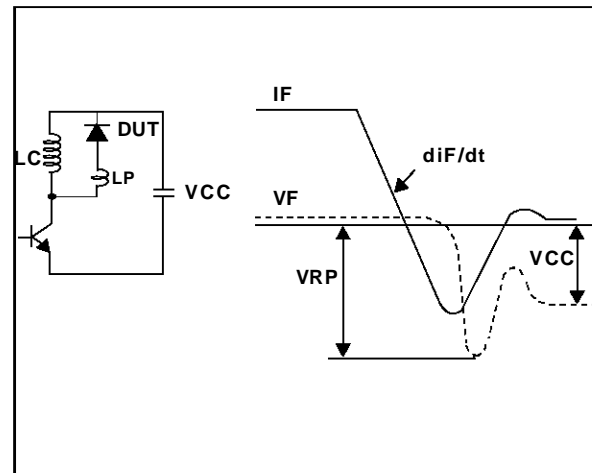 IF
DUT
LC
diF/dt
LP
VCC
VF
VRP
VCC